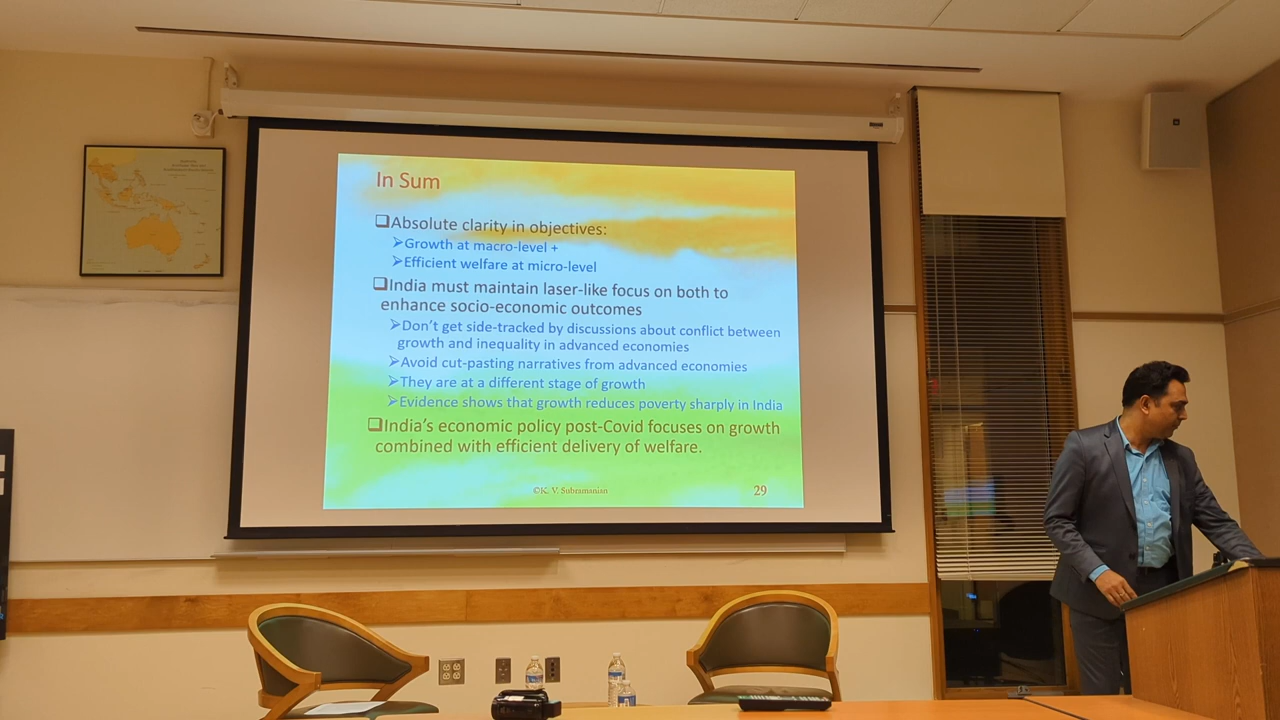 In Sum
❑Absolute clarity in objectives:
➢Growth at macro-level +
➢Efficient welfare at micro-level
❑India must maintain laser-like focus on both to
enhance socio-economic outcomes
➢Don't get side-tracked by discussions about conflict between
growth and inequality in advanced economies
➢Avoid cut-pasting narratives from advanced economies
➢They are at a different stage of growth
➢Evidence shows that growth reduces poverty sharply in India
❑India's economic policy post-Covid focuses on growth
combined with efficient delivery of welfare.
©K. V. Subramanian
29